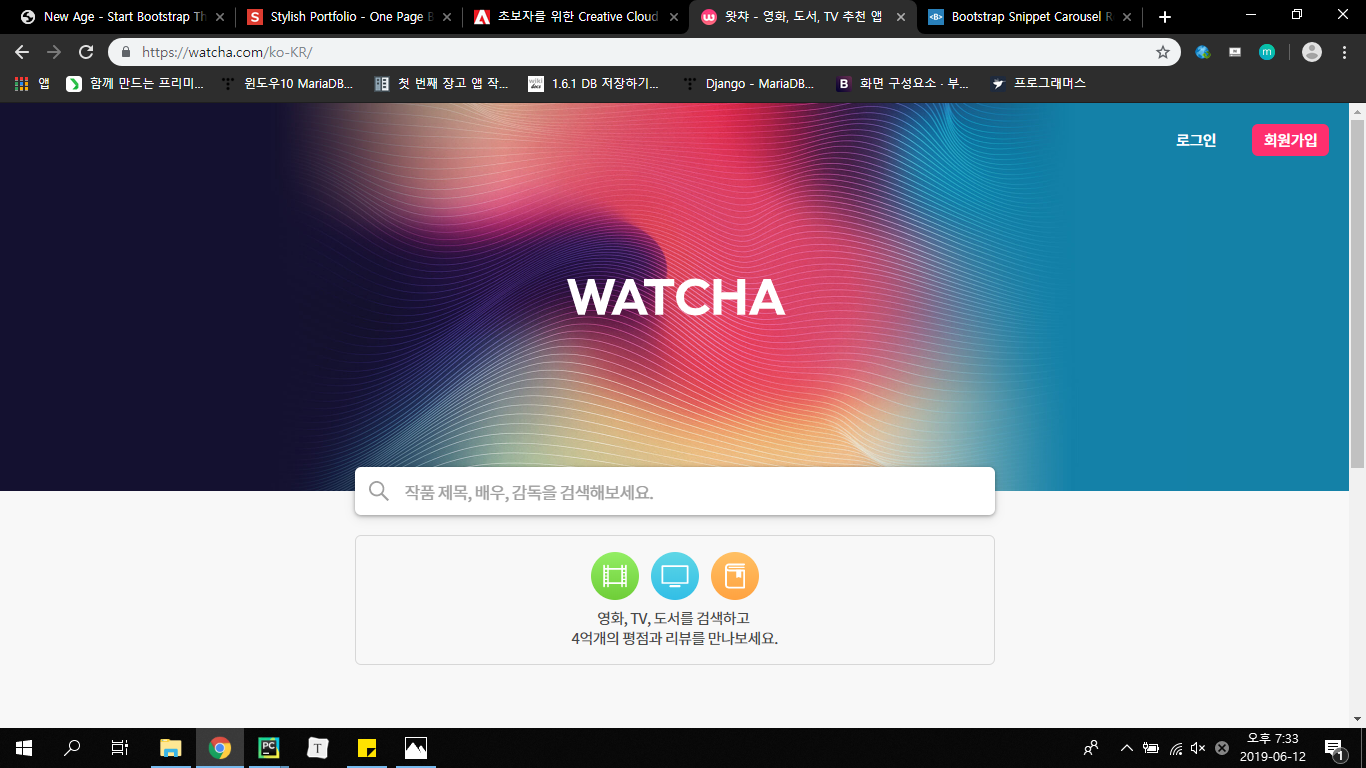 New Age - Start Bootstrap Th
Stylish Portfolio - One Page B
초보자를 위한 Creative Cloud
왓챠 - 영화, 도서, TV 추천 앱
Bootstrap Snippet Carousel R
https://watcha.com/ko-KR/
앱
함께 만드는 프리미...
윈도우10 MariaDB...
첫 번째 장고 앱 작...
1.6.1 DB 저장하기...
Django - MariaDB...
화면 구성요소 · 부...
프로그래머스
로그인
회원가입
WATCHA
작품 제목, 배우, 감독을 검색해보세요.
영화, TV, 도서를 검색하고
4억개의 평점과 리뷰를 만나보세요.
오후 7:33
2019-06-12
1